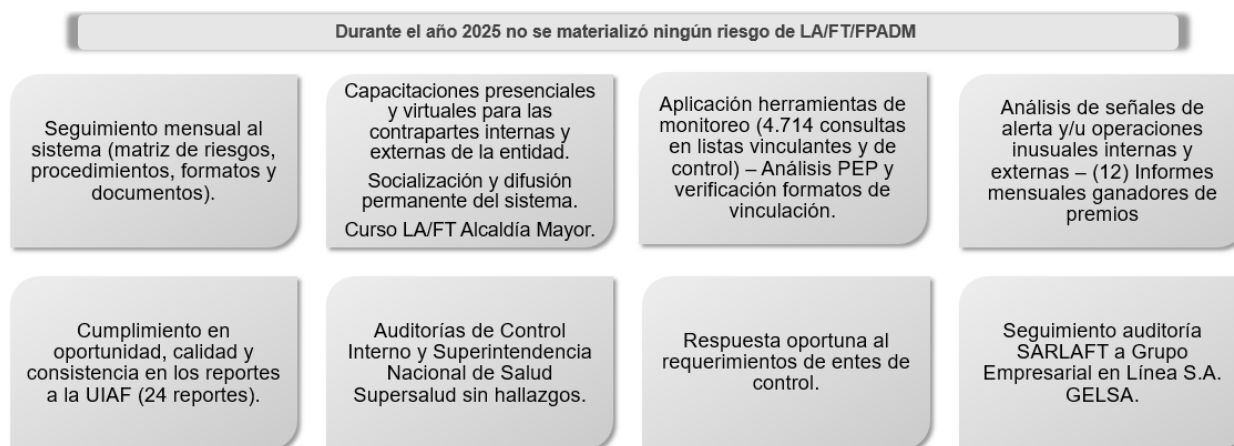 Durante el año 2025 no se materializó ningún riesgo de LA/FT/FPADM
Seguimiento mensual al
sistema (matriz de riesgos,
procedimientos, formatos y
documentos).
Capacitaciones presenciales
y virtuales para las
contrapartes internas y
externas de la entidad.
Socialización y difusión
permanente del sistema.
Curso LA/FT Alcaldía Mayor.
Aplicación herramientas de
monitoreo (4.714 consultas
en listas vinculantes y de
control) – Análisis PEP y
verificación formatos de
vinculación.
Análisis de señales de
alerta y/u operaciones
inusuales internas y
externas – (12) Informes
mensuales ganadores de
premios
Cumplimiento en
oportunidad, calidad y
consistencia en los reportes
a la UIAF (24 reportes).
Auditorías de Control
Interno y Superintendencia
Nacional de Salud
Supersalud sin hallazgos.
Respuesta oportuna al
requerimientos de entes de
control.
Seguimiento auditoría
SARLAFT a Grupo
Empresarial en Línea S.A.
GELSA.